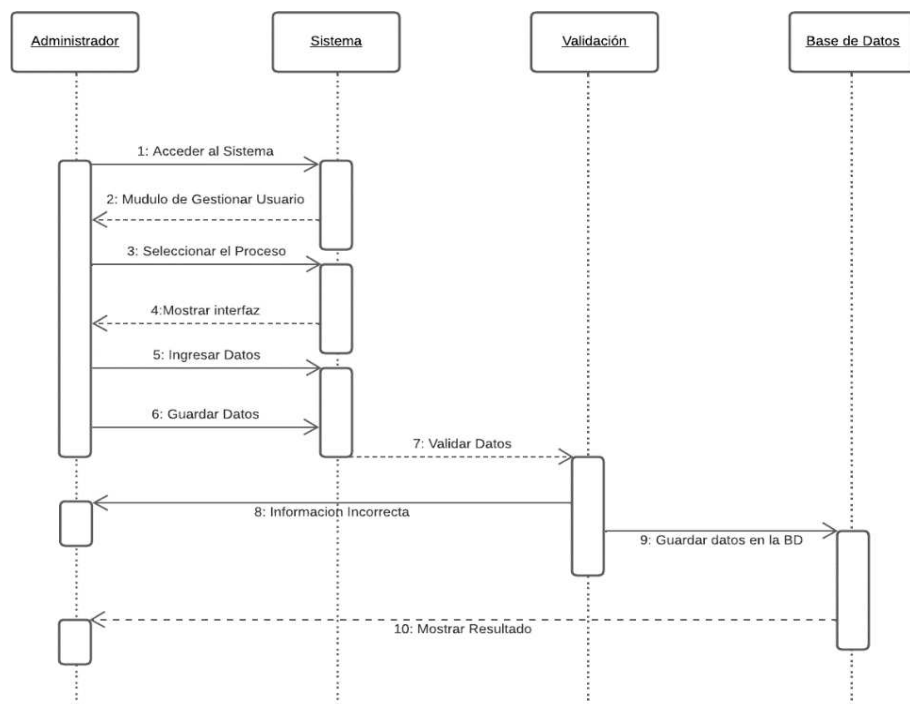 Administrador
Sistema
Validación
Base de Datos
1: Acceder al Sistema
2: Mudulo de Gestionar Usuario
3: Seleccionar el Proceso
4:Mostrar interfaz
5: Ingresar Datos
6: Guardar Datos
7: Validar Datos
8: Informacion Incorrecta
9: Guardar datos en la BD
10: Mostrar Resultado